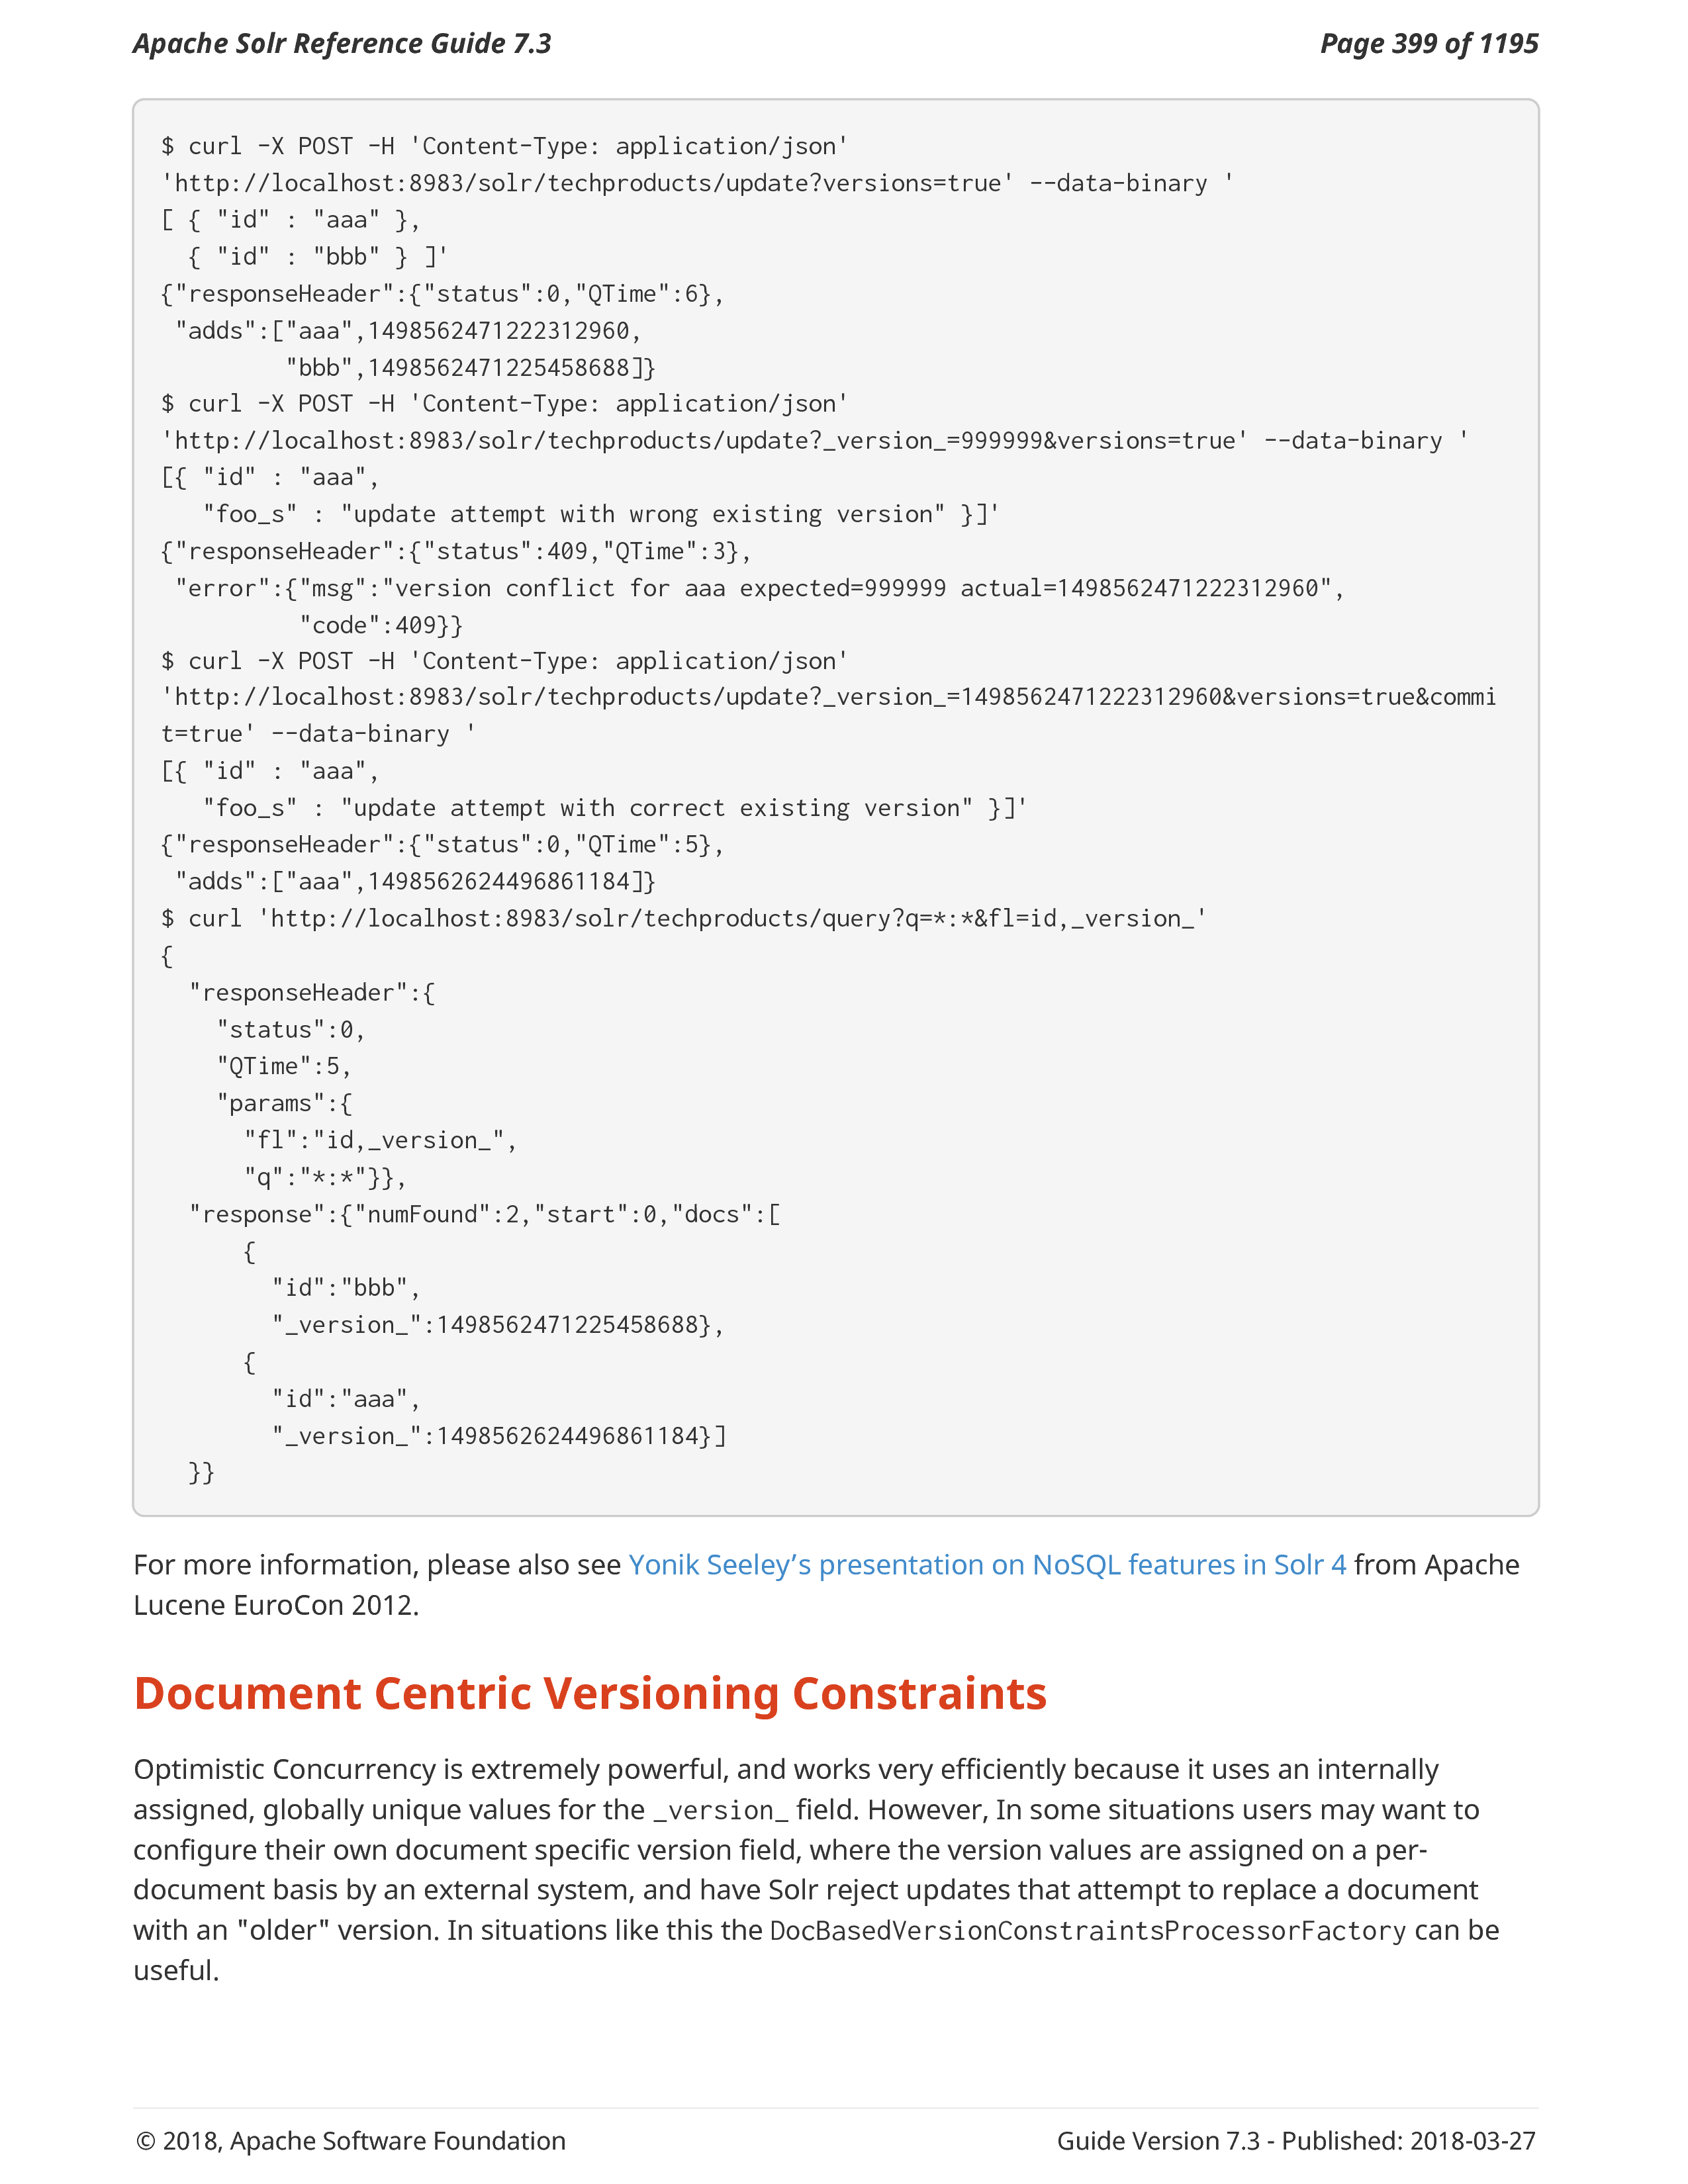 Apache Solr Reference Guide 7.3
Page 399 of 1195
$ curl -X POST -H 'Content-Type: application/json'
'http://localhost:8983/solr/techproducts/update?versions=true' --data-binary '
[ { "id" : "aaa" },
  { "id" : "bbb" } ]'
{"responseHeader":{"status":0,"QTime":6},
 "adds":["aaa",1498562471222312960,
         "bbb",1498562471225458688]}
$ curl -X POST -H 'Content-Type: application/json'
'http://localhost:8983/solr/techproducts/update?_version_=999999&versions=true' --data-binary '
[{ "id" : "aaa",
   "foo_s" : "update attempt with wrong existing version" }]'
{"responseHeader":{"status":409,"QTime":3},
 "error":{"msg":"version conflict for aaa expected=999999 actual=1498562471222312960",
          "code":409}}
$ curl -X POST -H 'Content-Type: application/json'
'http://localhost:8983/solr/techproducts/update?_version_=1498562471222312960&versions=true&commi
t=true' --data-binary '
[{ "id" : "aaa",
   "foo_s" : "update attempt with correct existing version" }]'
{"responseHeader":{"status":0,"QTime":5},
 "adds":["aaa",1498562624496861184]}
$ curl 'http://localhost:8983/solr/techproducts/query?q=*:*&fl=id,_version_'
{
  "responseHeader":{
    "status":0,
    "QTime":5,
    "params":{
      "fl":"id,_version_",
      "q":"*:*"}},
  "response":{"numFound":2,"start":0,"docs":[
      {
        "id":"bbb",
        "_version_":1498562471225458688},
      {
        "id":"aaa",
        "_version_":1498562624496861184}]
  }}
For more information, please also see Yonik Seeley’s presentation on NoSQL features in Solr 4 from Apache
Lucene EuroCon 2012.
Document Centric Versioning Constraints
Optimistic Concurrency is extremely powerful, and works very efficiently because it uses an internally
assigned, globally unique values for the _version_ field. However, In some situations users may want to
configure their own document specific version field, where the version values are assigned on a per-
document basis by an external system, and have Solr reject updates that attempt to replace a document
with an "older" version. In situations like this the DocBasedVersionConstraintsProcessorFactory can be
useful.
© 2018, Apache Software Foundation
Guide Version 7.3 - Published: 2018-03-27